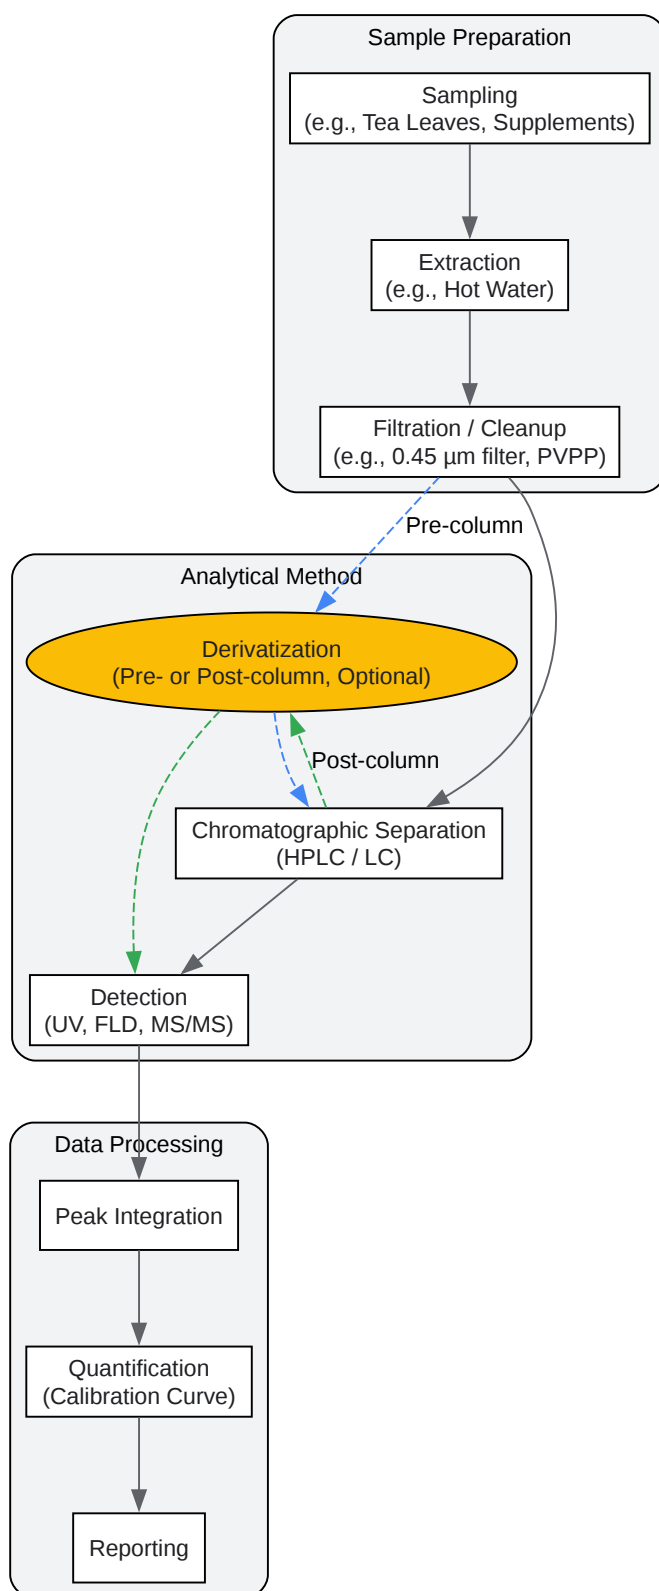 Sample Preparation
Sampling
(e.g., Tea Leaves, Supplements)
Extraction
(e.g., Hot Water)
Filtration / Cleanup
(e.g., 0.45 µm filter, PVPP)
Pre-column
Analytical Method
Derivatization
(Pre- or Post-column, Optional)
Post-column
Chromatographic Separation
(HPLC / LC)
Detection
(UV, FLD, MS/MS)
Data Processing
Peak Integration
Quantification
(Calibration Curve)
Reporting